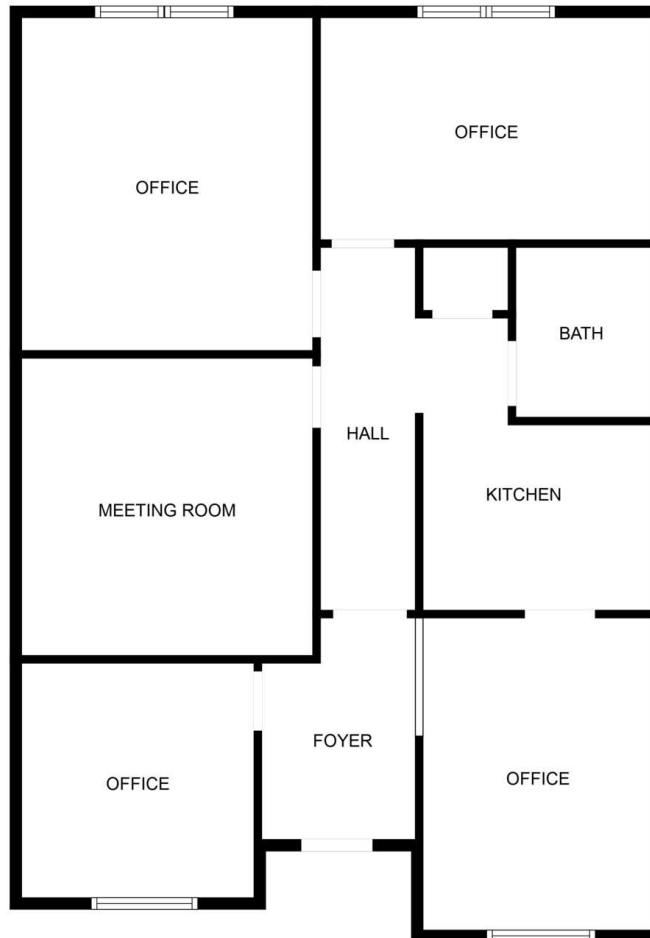 OFFICE
OFFICE
BATH
HALL
KITCHEN
MEETING ROOM
FOYER
OFFICE
OFFICE